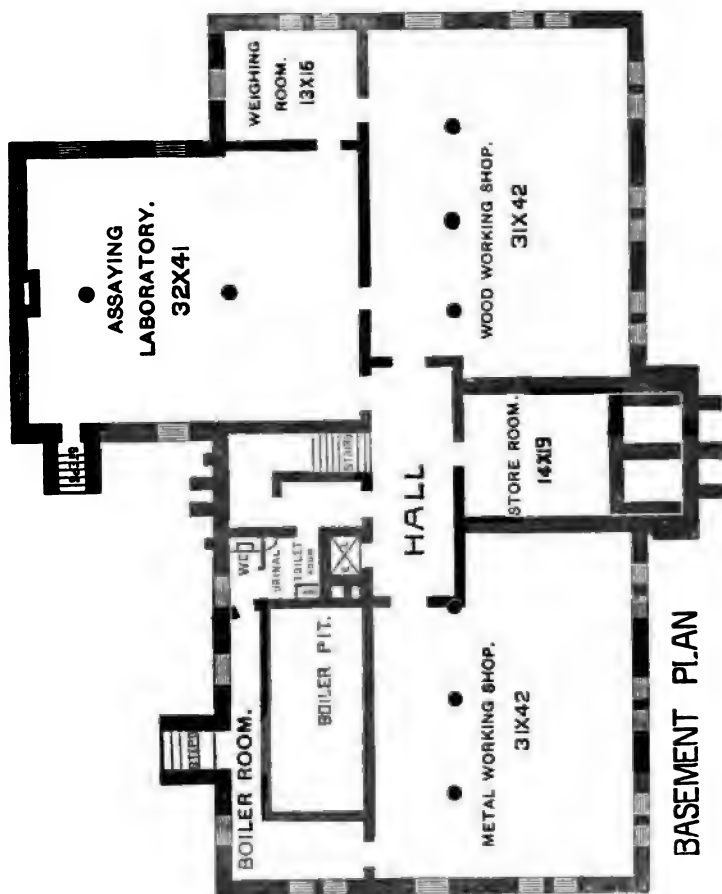 ASSAYING
LABORATORY.
32X41
WEIGHING
ROOM.
13X16
STAIRS
WOOD WORKING SHOP.
31X42
HALL
STORE ROOM.
14X19
W C
URINAL
TOILET
ROOM
STAIRS
BOILER ROOM.
BOILER PIT.
METAL WORKING SHOP.
31X42
BASEMENT PLAN